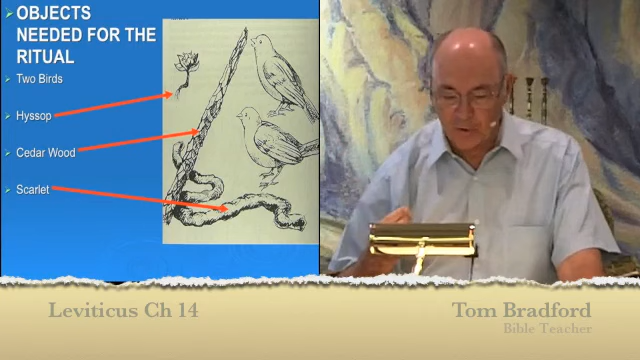 OBJECTS
NEEDED FOR THE
RITUAL
Two Birds
Hyssop
Cedar Wood
Scarlet
Leviticus Ch 14
Tom Bradford
Bible Teacher